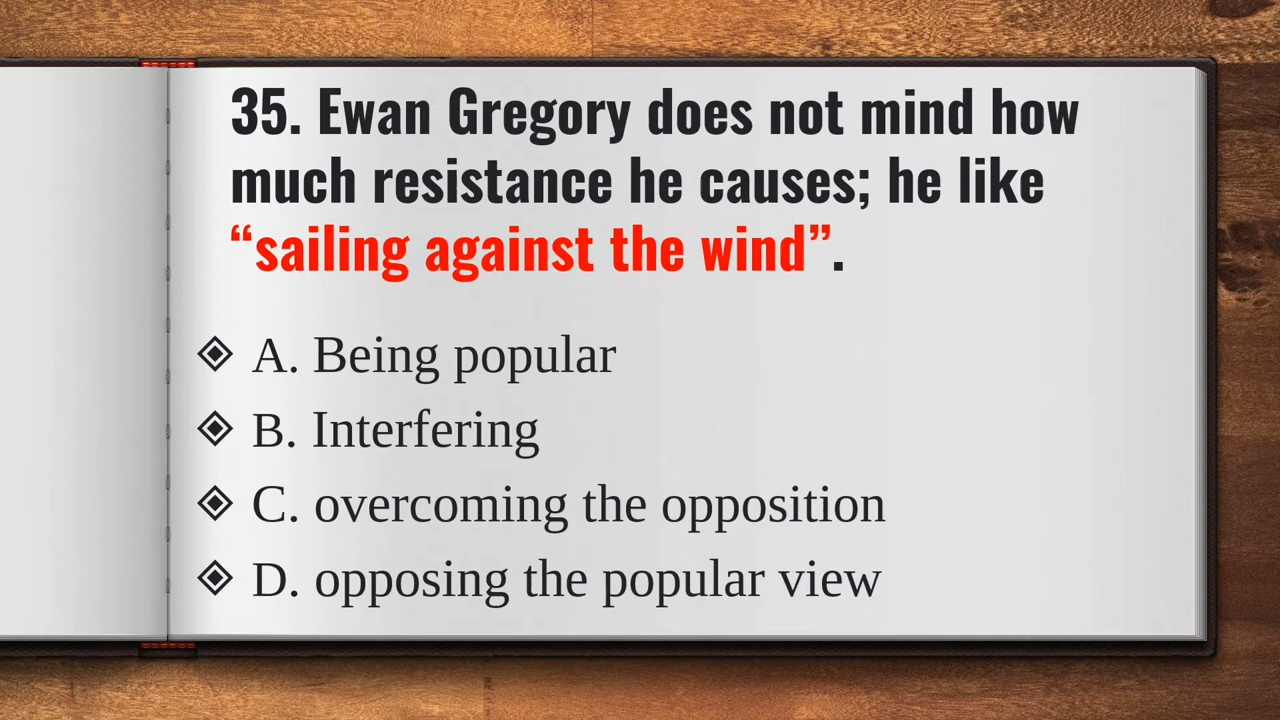 35. Ewan Gregory does not mind how
much resistance he causes; he like
“sailing against the wind”.
A. Being popular
B. Interfering
C. overcoming the opposition
D. opposing the popular view